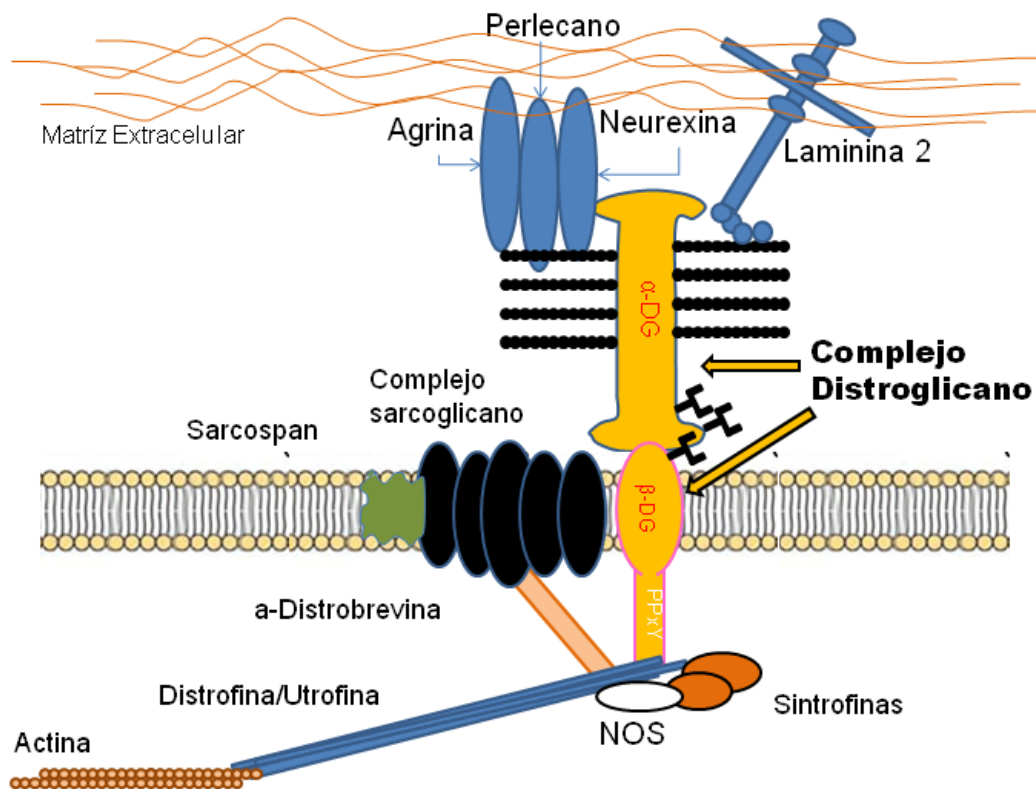 Perlecano
Matríz Extracelular
Agrina
Neurexina
Laminina 2
α-DG
Complejo
Distroglicano
Complejo
sarcoglicano
Sarcospan
β-DG
PPxY
a-Distrobrevina
Distrofina/Utrofina
Sintrofinas
NOS
Actina